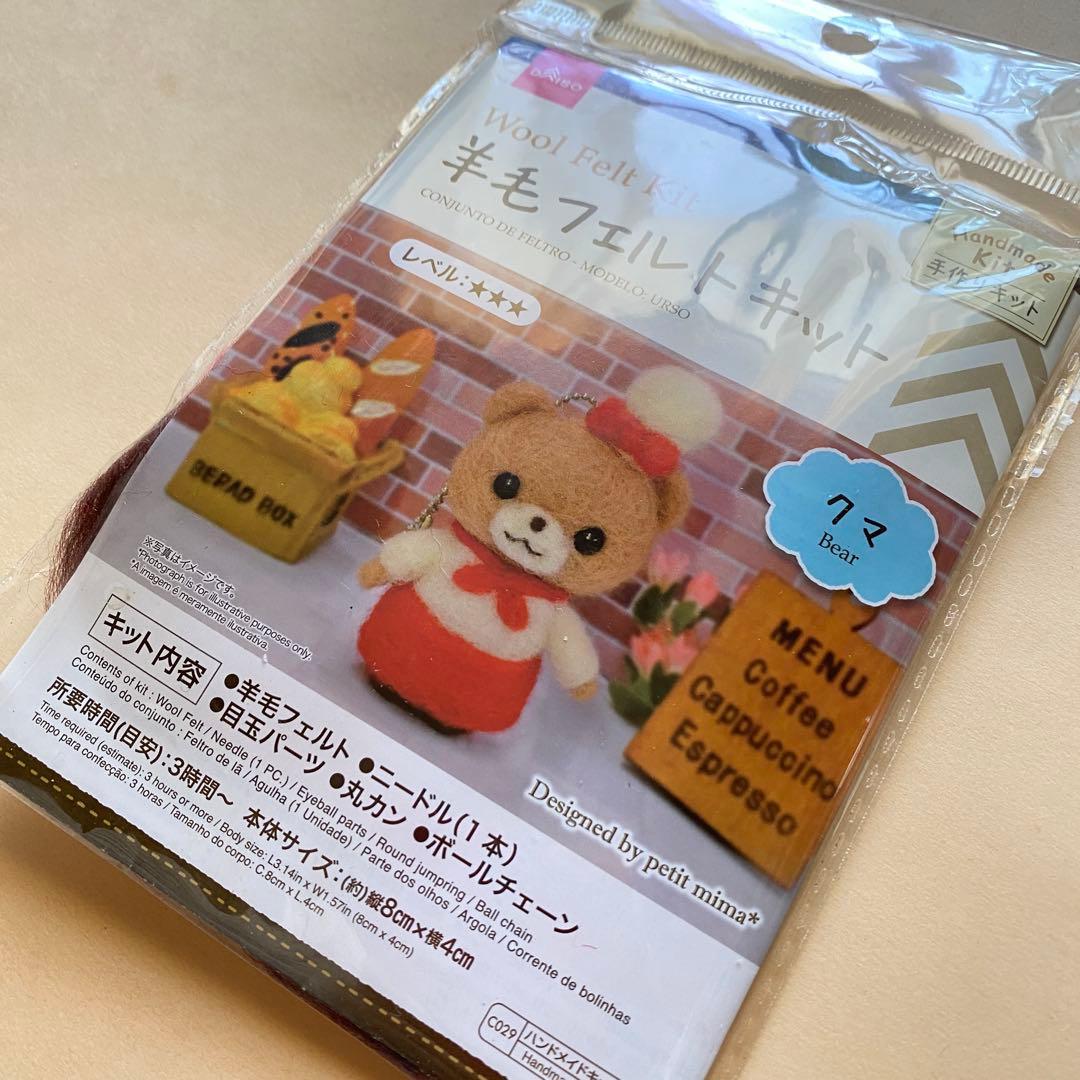 DAISO
Wool Felt Kit
羊毛フェルトキット
CONJUNTO DE FELTRO - MODELO: URSO
Handmade
Kit
手作りキット
レベル:★★★
BERAD BOX
クマ
Bear
MENU
Coffee
Cappuccino
Espresso
※写真はイメージです。
*Photograph is for illustrative purposes only.
*A imagem é meramente ilustrativa.
Designed by petit mima*
キット内容
●羊毛フェルト ●ニードル(1本)
●目玉パーツ ●丸カン ●ボールチェーン
Contents of kit : Wool Felt / Needle (1 PC.) / Eyeball parts / Round jumpring / Ball chain
Conteúdo do conjunto : Feltro de lã / Agulha (1 Unidade) / Parte dos olhos / Argola / Corrente de bolinhas
所要時間(目安):3時間~ 本体サイズ:(約)縦8cm×横4cm
Time required (estimate): 3 hours or more / Body size: L3.14in x W1.57in (8cm x 4cm)
Tempo para confecção: 3 horas / Tamanho do corpo: C.8cm x L.4cm
C029
ハンドメイドキ
Handma